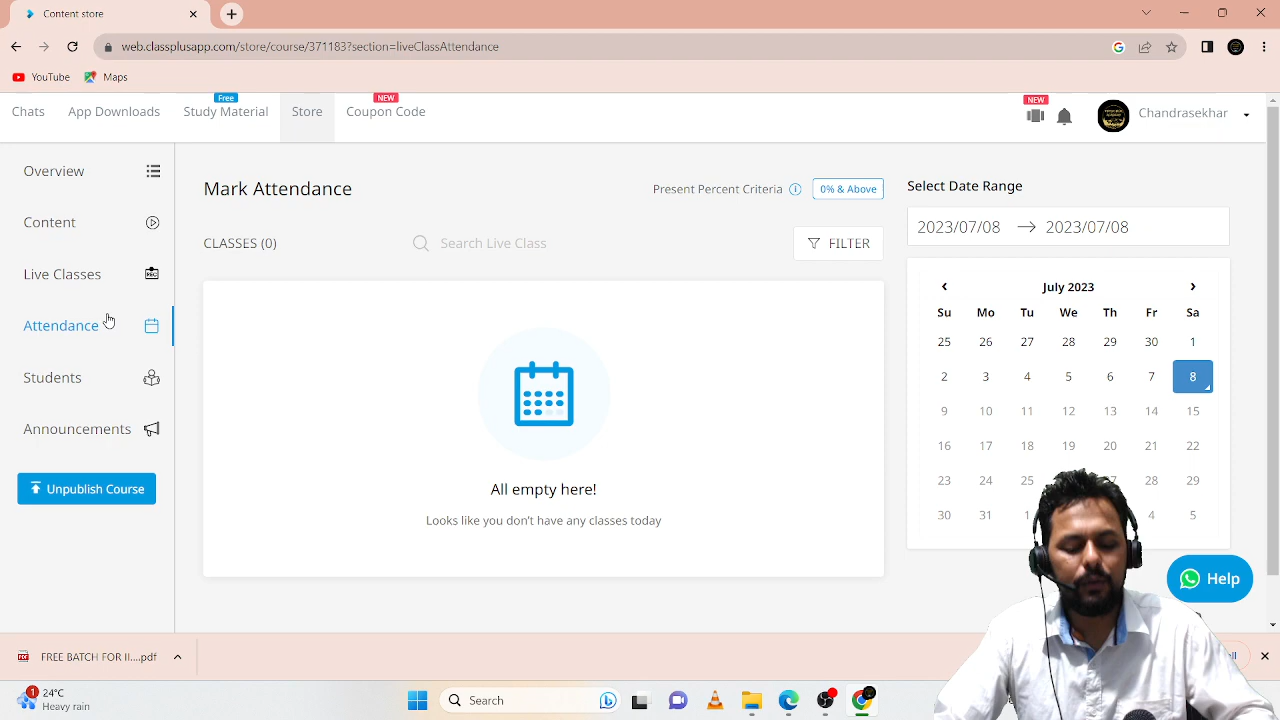 Content store
web.classplusapp.com/store/course/371183?section=liveClassAttendance
YouTube
Maps
Free
NEW
NEW
Chats
App Downloads
Study Material
Store
Coupon Code
Chandrasekhar
Overview
Content
Live Classes
Attendance
Students
Announcements
Unpublish Course
Mark Attendance
Present Percent Criteria
0% & Above
CLASSES (0)
Search Live Class
FILTER
All empty here!
Looks like you don't have any classes today
Select Date Range
2023/07/08 → 2023/07/08
July 2023
Su Mo Tu We Th Fr Sa
25 26 27 28 29 30 1
2 3 4 5 6 7 8
9 10 11 12 13 14 15
16 17 18 19 20 21 22
23 24 25 28 29
30 31 1 4 5
Help
FREE BATCH FOR II....pdf
1
24°C
Heavy rain
Search